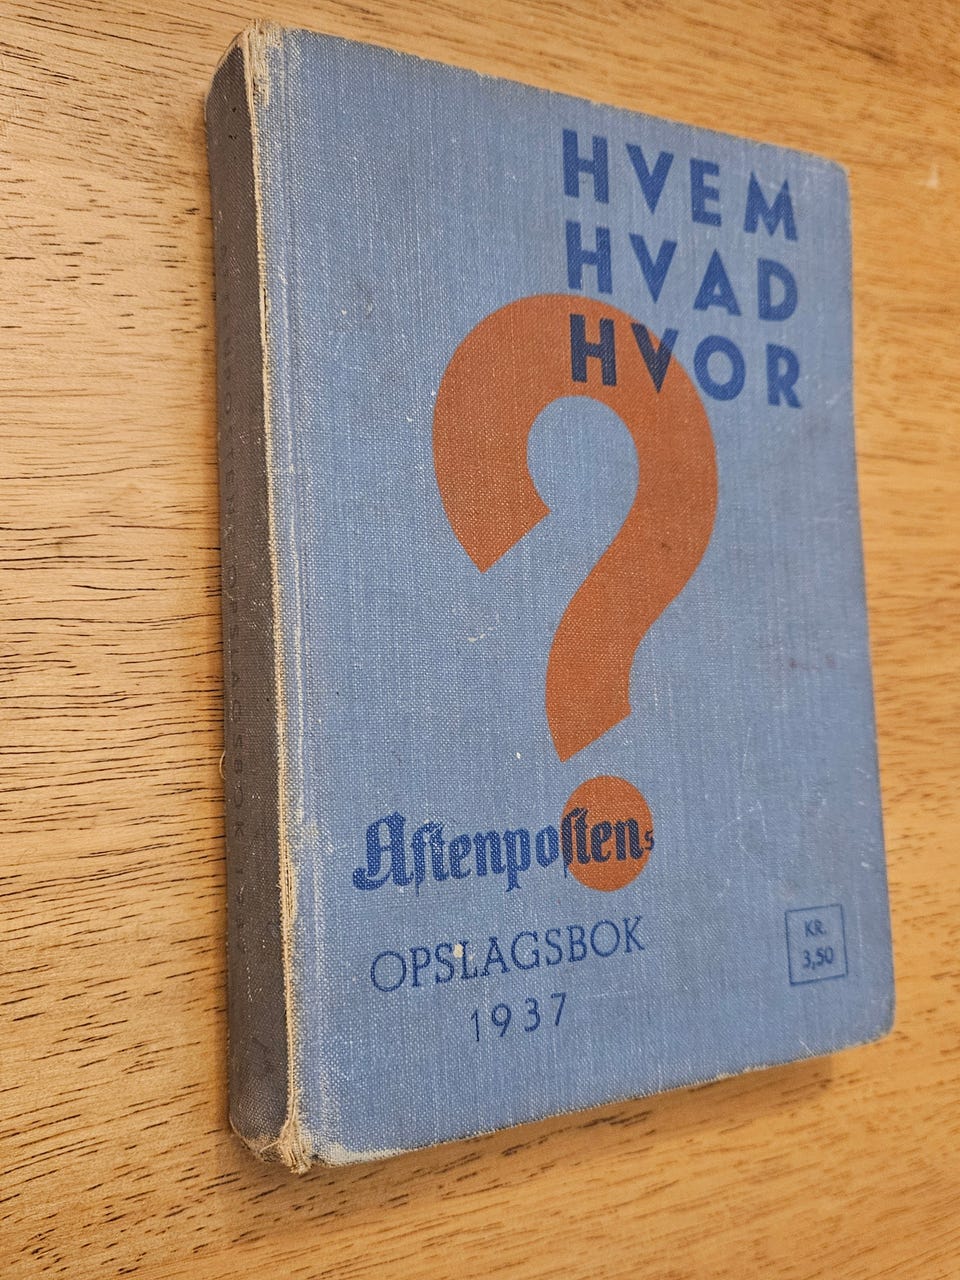 HVEM
HVAD
HVOR
Aftenpostens
OPSLAGSBOK
1937
KR.
3,50